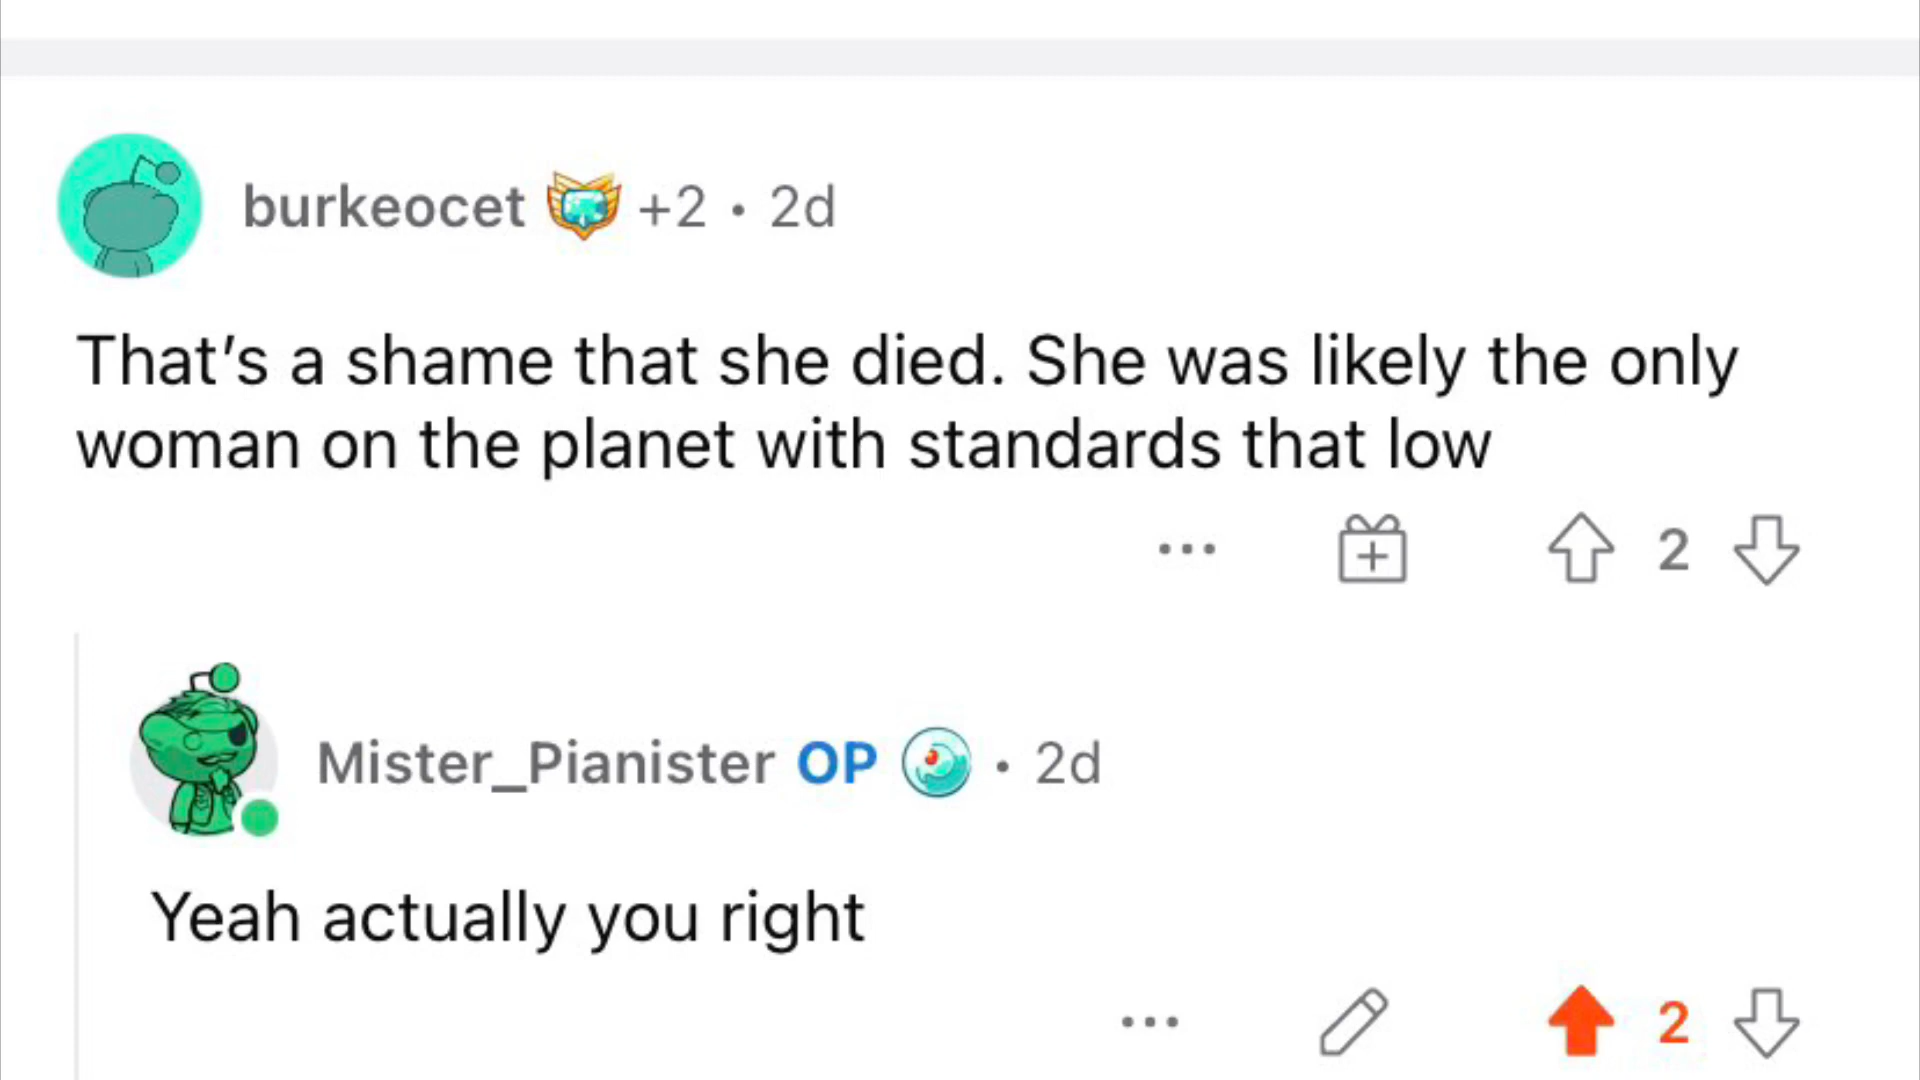 burkeocet +2 • 2d
That’s a shame that she died. She was likely the only
woman on the planet with standards that low
2
Mister_Pianister OP • 2d
Yeah actually you right
2